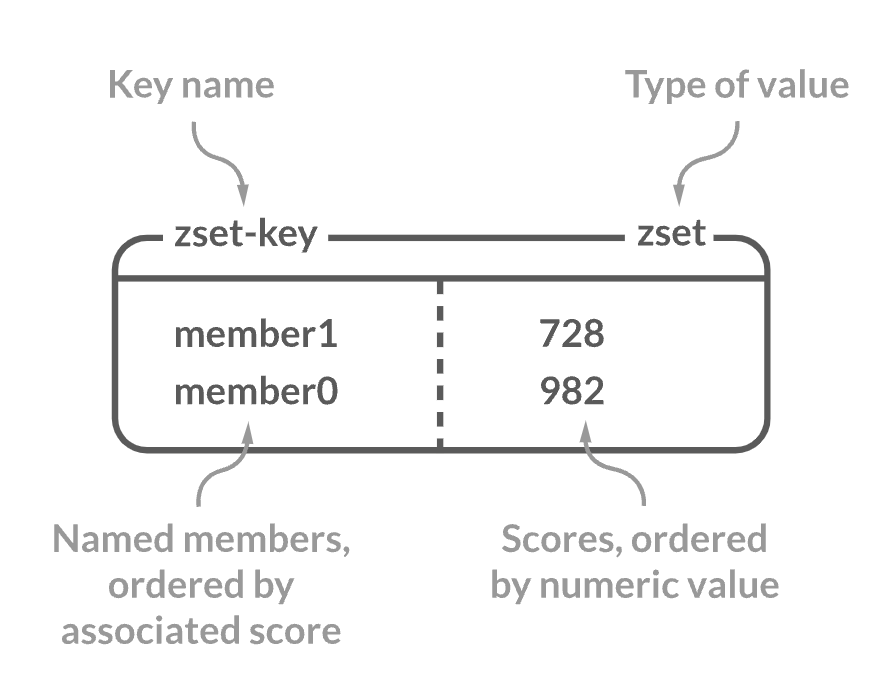 Key name
Type of value
zset-key
zset
member1
728
member0
982
Named members,
ordered by
associated score
Scores, ordered
by numeric value